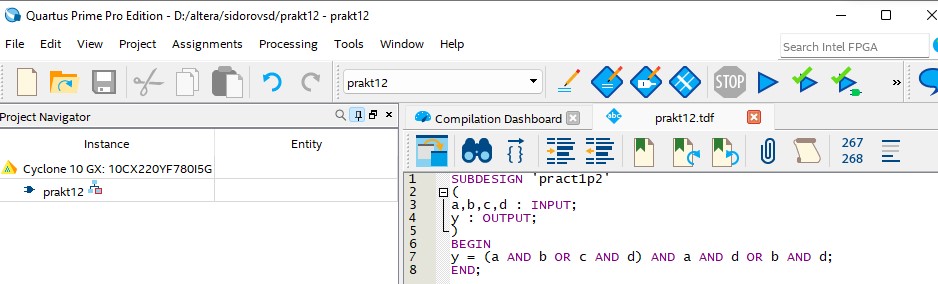 Quartus Prime Pro Edition - D:/altera/sidorovsd/prakt12 - prakt12
File Edit View Project Assignments Processing Tools Window Help
Search Intel FPGA
prakt12
STOP
»
Project Navigator
Compilation Dashboard
abc prakt12.tdf
Instance Entity
267
268
Cyclone 10 GX: 10CX220YF780I5G
prakt12
1 SUBDESIGN 'pract1p2'
2 (
3 a,b,c,d : INPUT;
4 y : OUTPUT;
5 )
6 BEGIN
7 y = (a AND b OR c AND d) AND a AND d OR b AND d;
8 END;